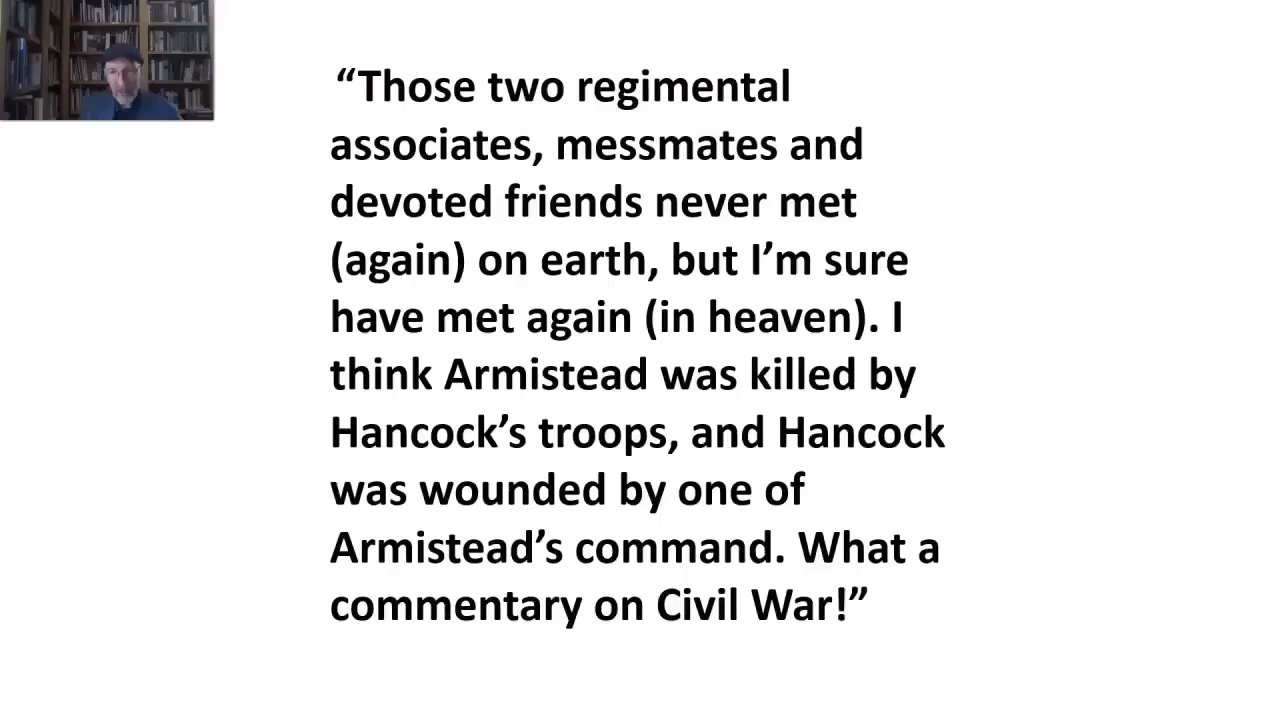 “Those two regimental
associates, messmates and
devoted friends never met
(again) on earth, but I’m sure
have met again (in heaven). I
think Armistead was killed by
Hancock’s troops, and Hancock
was wounded by one of
Armistead’s command. What a
commentary on Civil War!”